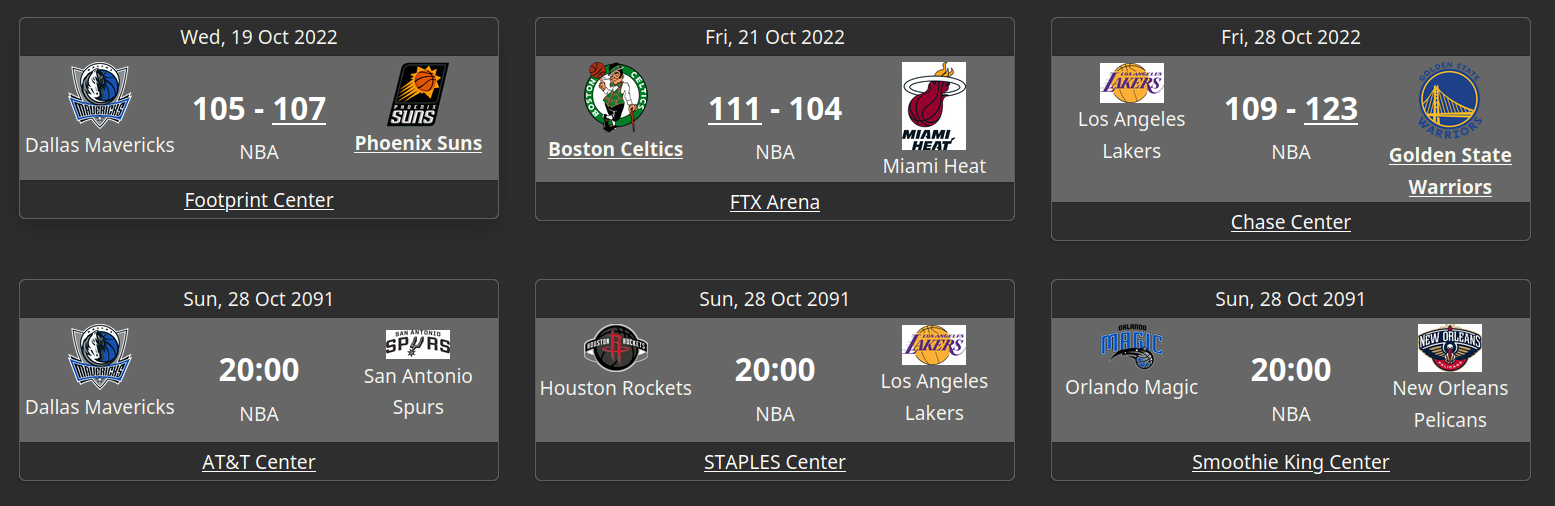 Wed, 19 Oct 2022
MAVERICKS
Dallas Mavericks
105 - 107
NBA
PHOENIX
SUNS
Phoenix Suns
Footprint Center
Fri, 21 Oct 2022
BOSTON CELTICS
Boston Celtics
111 - 104
NBA
MIAMI
HEAT
Miami Heat
FTX Arena
Fri, 28 Oct 2022
LOS ANGELES
LAKERS
Los Angeles
Lakers
109 - 123
NBA
GOLDEN STATE
WARRIORS
Golden State
Warriors
Chase Center
Sun, 28 Oct 2091
MAVERICKS
Dallas Mavericks
20:00
NBA
SAN ANTONIO
SPURS
San Antonio
Spurs
AT&T Center
Sun, 28 Oct 2091
HOUSTON ROCKETS
Houston Rockets
20:00
NBA
LOS ANGELES
LAKERS
Los Angeles
Lakers
STAPLES Center
Sun, 28 Oct 2091
ORLANDO
MAGIC
Orlando Magic
20:00
NBA
NEW ORLEANS
PELICANS
New Orleans
Pelicans
Smoothie King Center